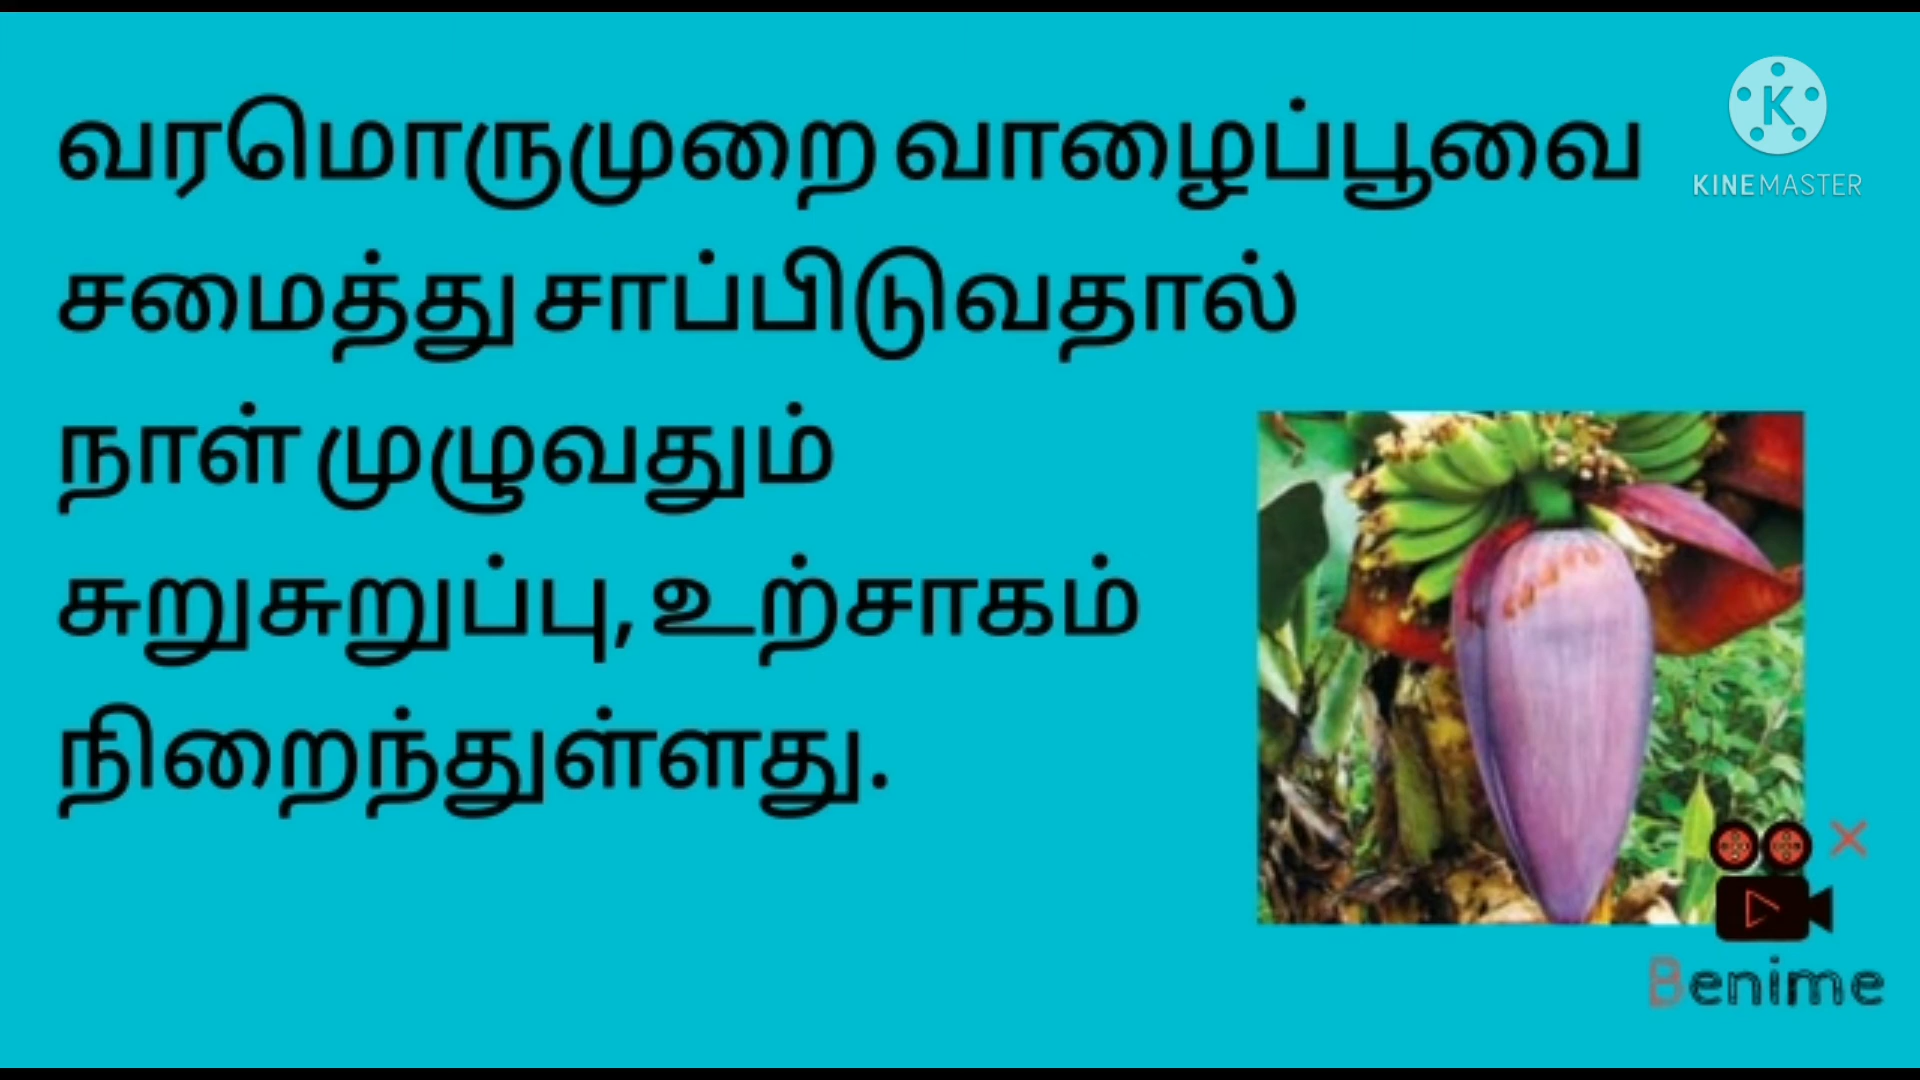 வரமொருமுறை வாழைப்பூவை
சமைத்து சாப்பிடுவதால்
நாள் முழுவதும்
சுறுசுறுப்பு, உற்சாகம்
நிறைந்துள்ளது.
KINEMASTER
Benime